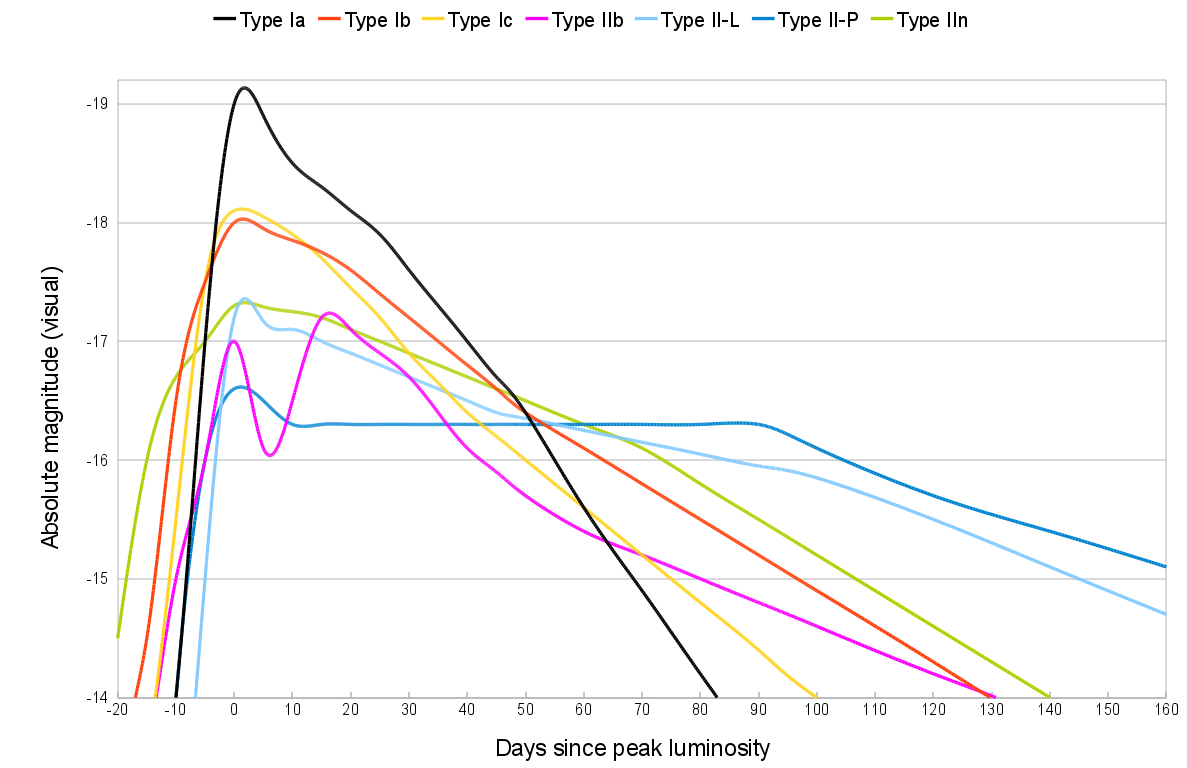 Type Ia Type Ib Type Ic Type IIb Type II-L Type II-P Type IIn
-19
-18
-17
-16
-15
-14
Absolute magnitude (visual)
-20 -10 0 10 20 30 40 50 60 70 80 90 100 110 120 130 140 150 160
Days since peak luminosity